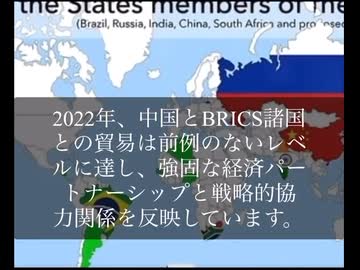 the States members of
(Brazil, Russia, India, China, South Africa and
2022年、中国とBRICS諸国
との貿易は前例のないレベ
ルに達し、強固な経済パー
トナーシップと戦略的協
力関係を反映しています。